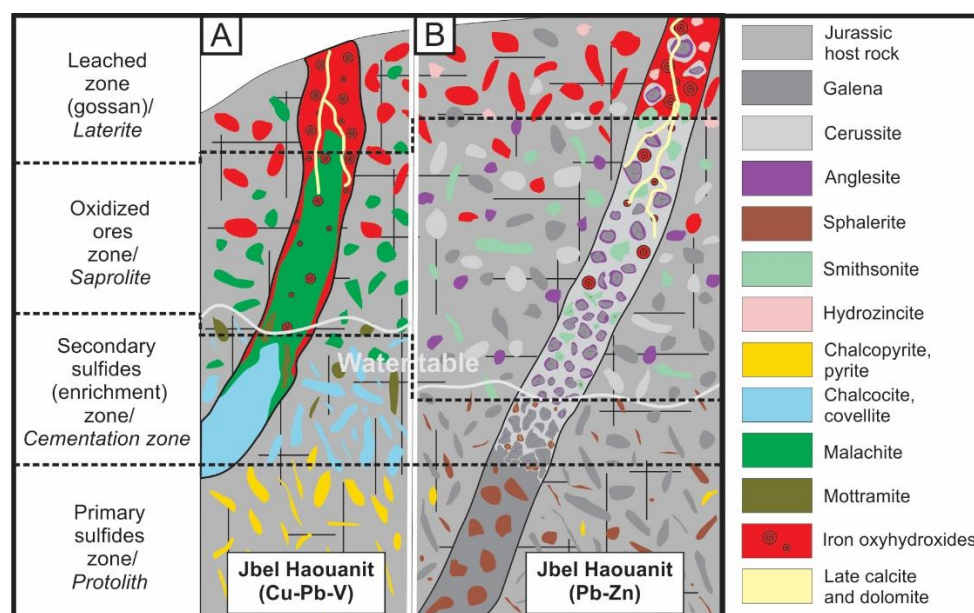 A
B
Leached
zone
(gossan)/
Laterite
Oxidized
ores
zone/
Saprolite
Secondary
sulfides
(enrichment)
zone/
Cementation zone
Primary
sulfides
zone/
Protolith
Water table
Jbel Haouanit
(Cu-Pb-V)
Jbel Haouanit
(Pb-Zn)
Jurassic
host rock
Galena
Cerussite
Anglesite
Sphalerite
Smithsonite
Hydrozincite
Chalcopyrite,
pyrite
Chalcocite,
covellite
Malachite
Mottramite
Iron oxyhydroxides
Late calcite
and dolomite